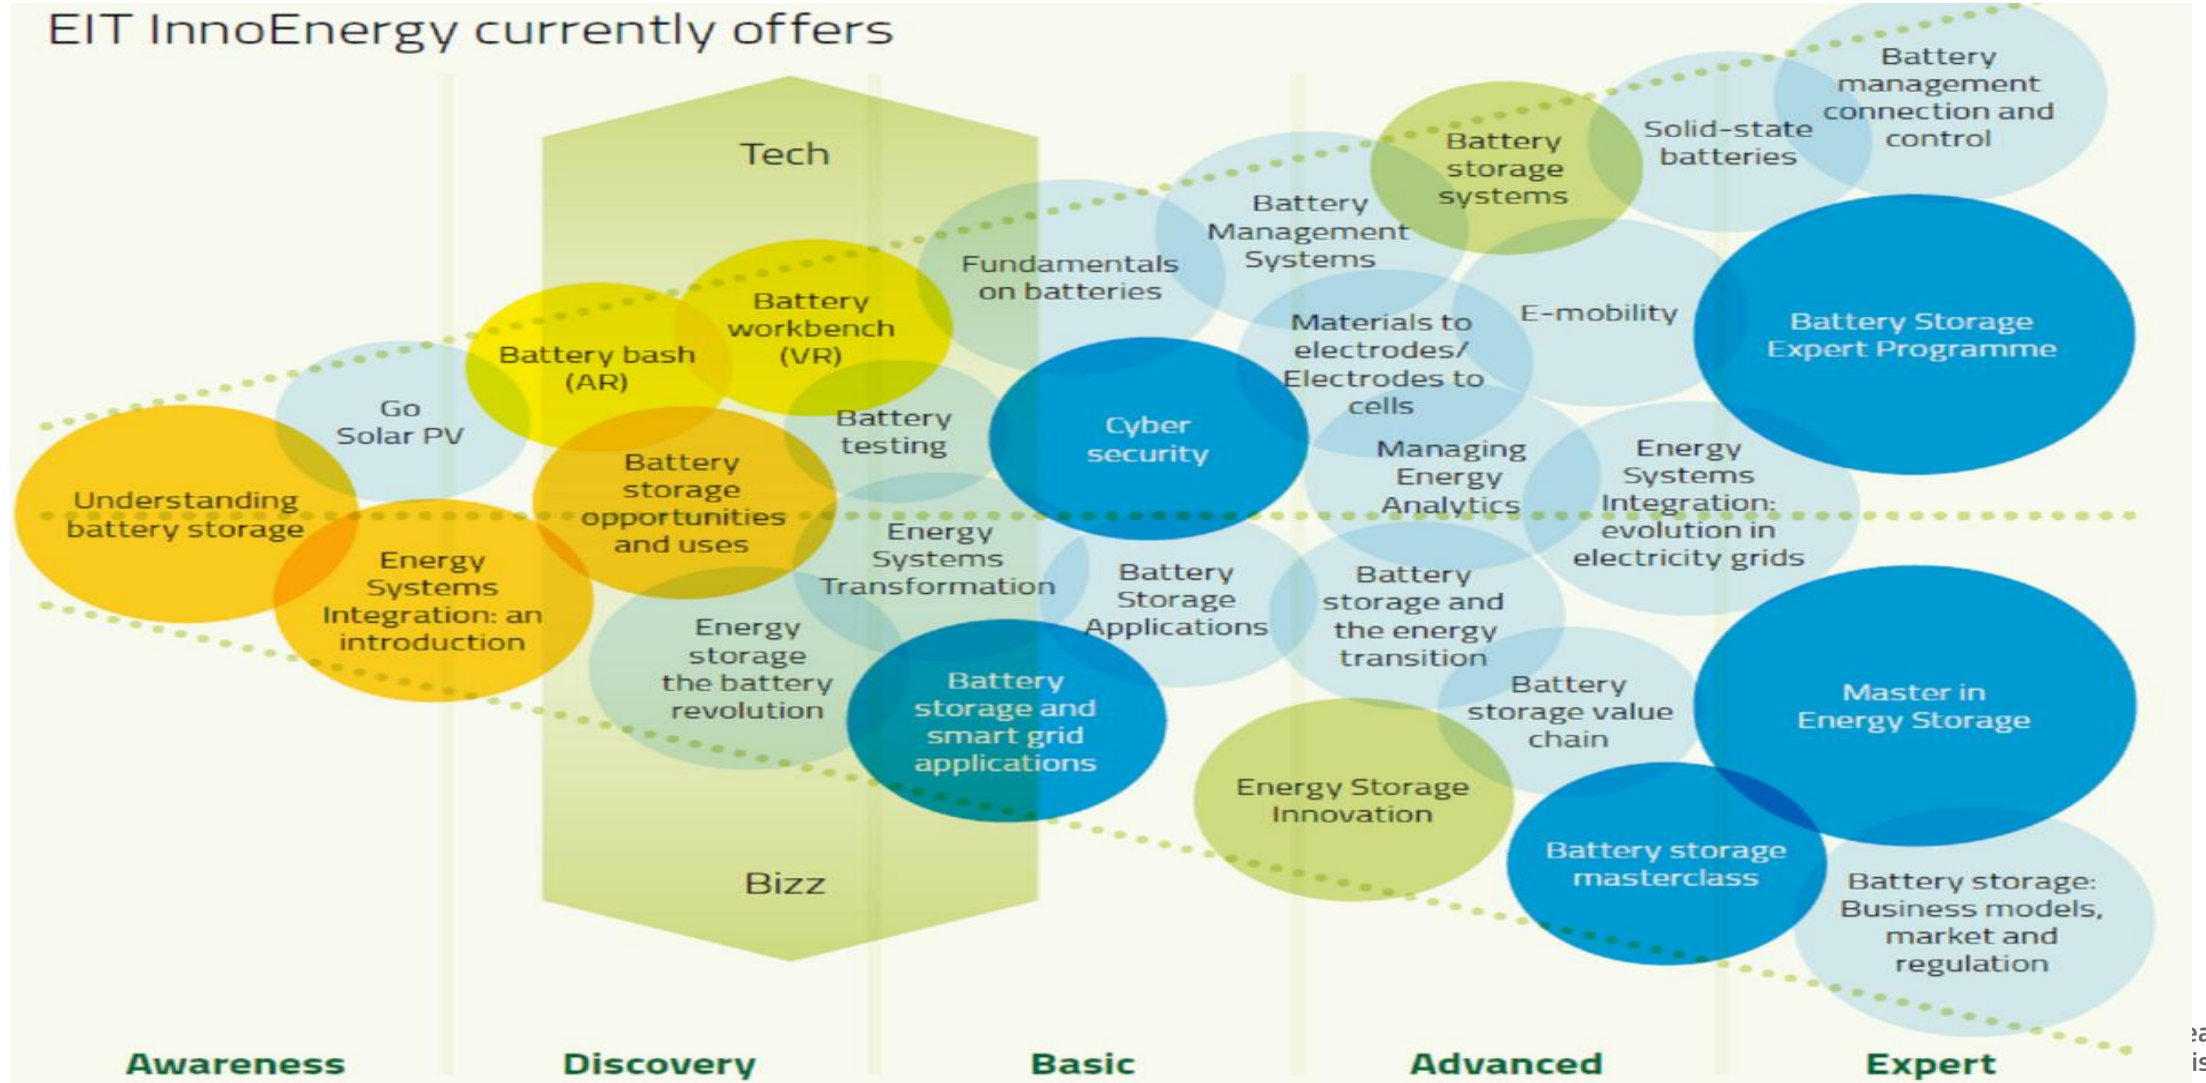 EIT InnoEnergy currently offers
Tech
Battery
management
connection and
control
Solid-state
batteries
Battery
storage
systems
Battery
Management
Systems
Fundamentals
on batteries
Battery
workbench
(VR)
Battery bash
(AR)
E-mobility
Battery Storage
Expert Programme
Materials to
electrodes/
Electrodes to
cells
Go
Solar PV
Battery
testing
Cyber
security
Managing
Energy
Analytics
Energy
Systems
Integration:
evolution in
electricity grids
Understanding
battery storage
Battery
storage
opportunities
and uses
Energy
Systems
Integration: an
introduction
Energy
Systems
Transformation
Battery
Storage
Applications
Battery
storage and
the energy
transition
Energy
storage
the battery
revolution
Battery
storage and
smart grid
applications
Battery
storage value
chain
Master in
Energy Storage
Energy Storage
Innovation
Battery storage
masterclass
Battery storage:
Business models,
market and
regulation
Bizz
Awareness
Discovery
Basic
Advanced
Expert